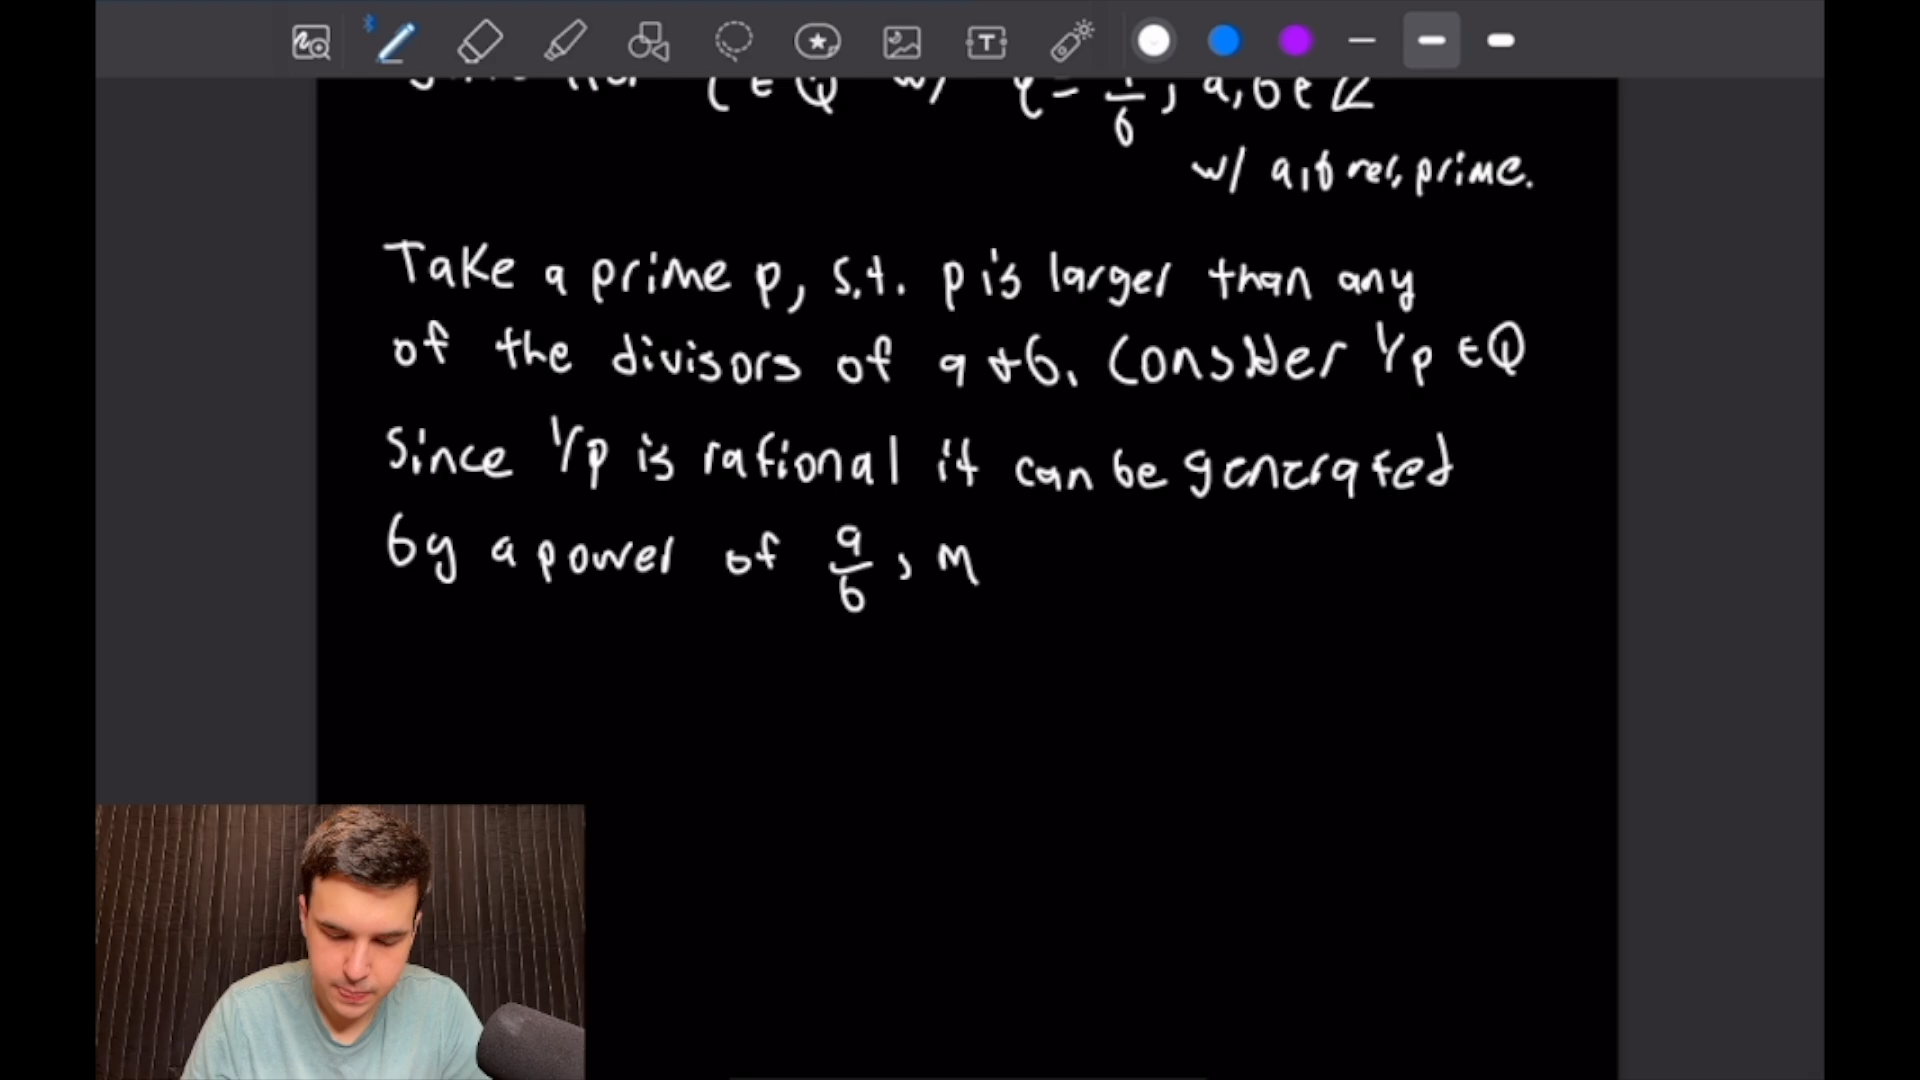 r ∈ Q w/ r = a/b, a,b ∈ Z
w/ a,b rel, prime.
Take a prime p, s.t. p is larger than any
of the divisors of a + b. Consider 1/p ∈ Q
Since 1/p is rational it can be generated
by a power of a/b, m